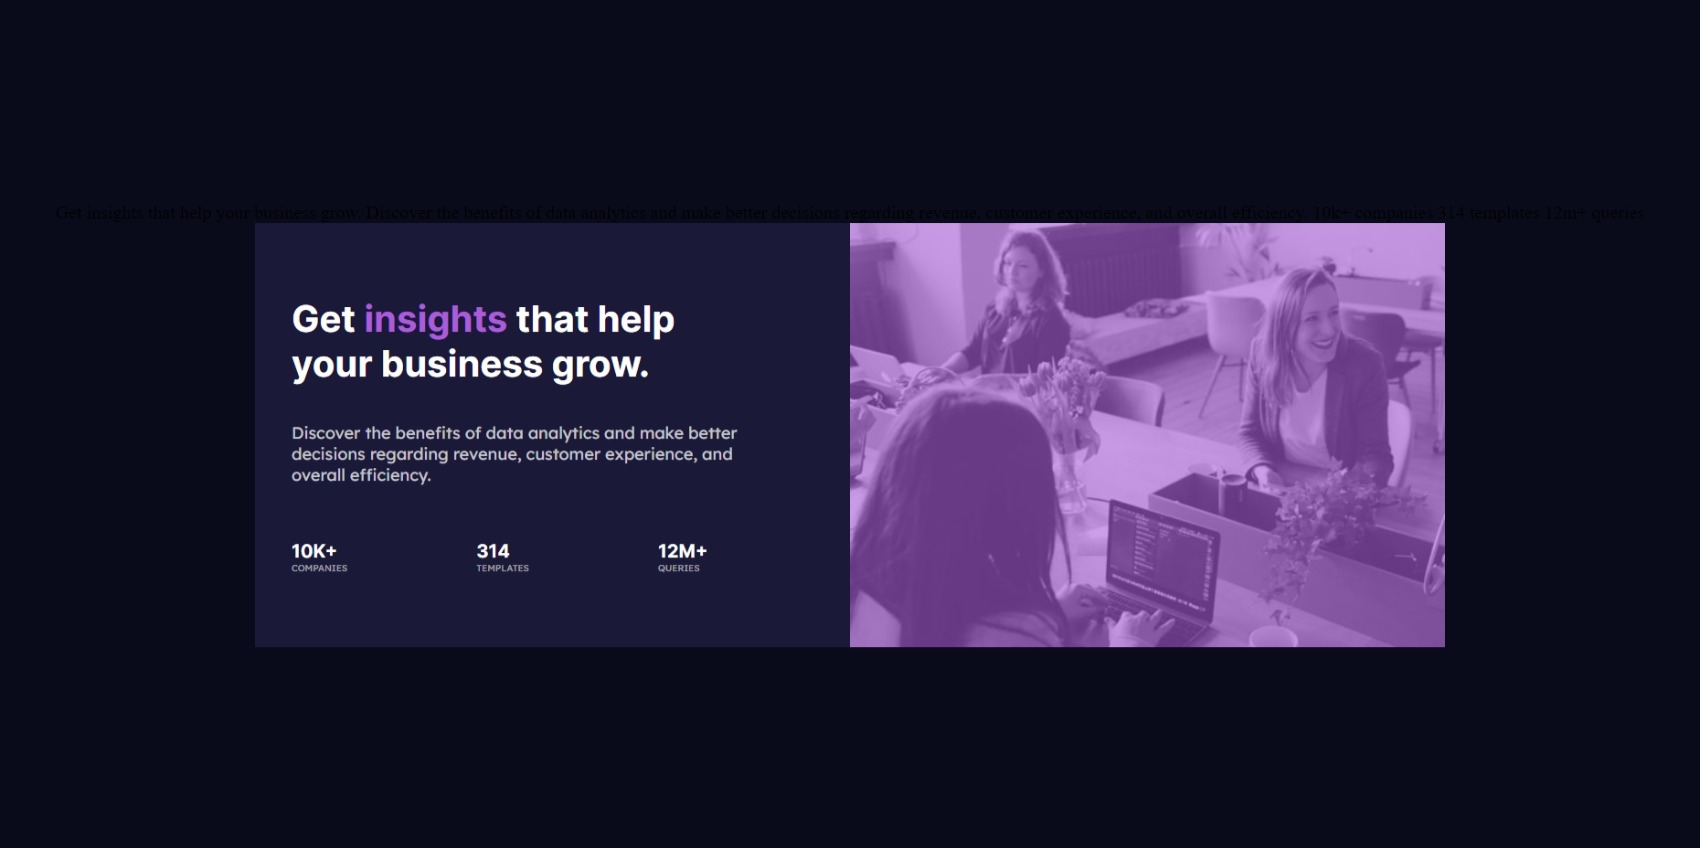 Get insights that help your business grow. Discover the benefits of data analytics and make better decisions regarding revenue, customer experience, and overall efficiency. 10k+ companies 314 templates 12m+ queries
Get insights that help
your business grow.
Discover the benefits of data analytics and make better
decisions regarding revenue, customer experience, and
overall efficiency.
10K+ 314 12M+
COMPANIES TEMPLATES QUERIES